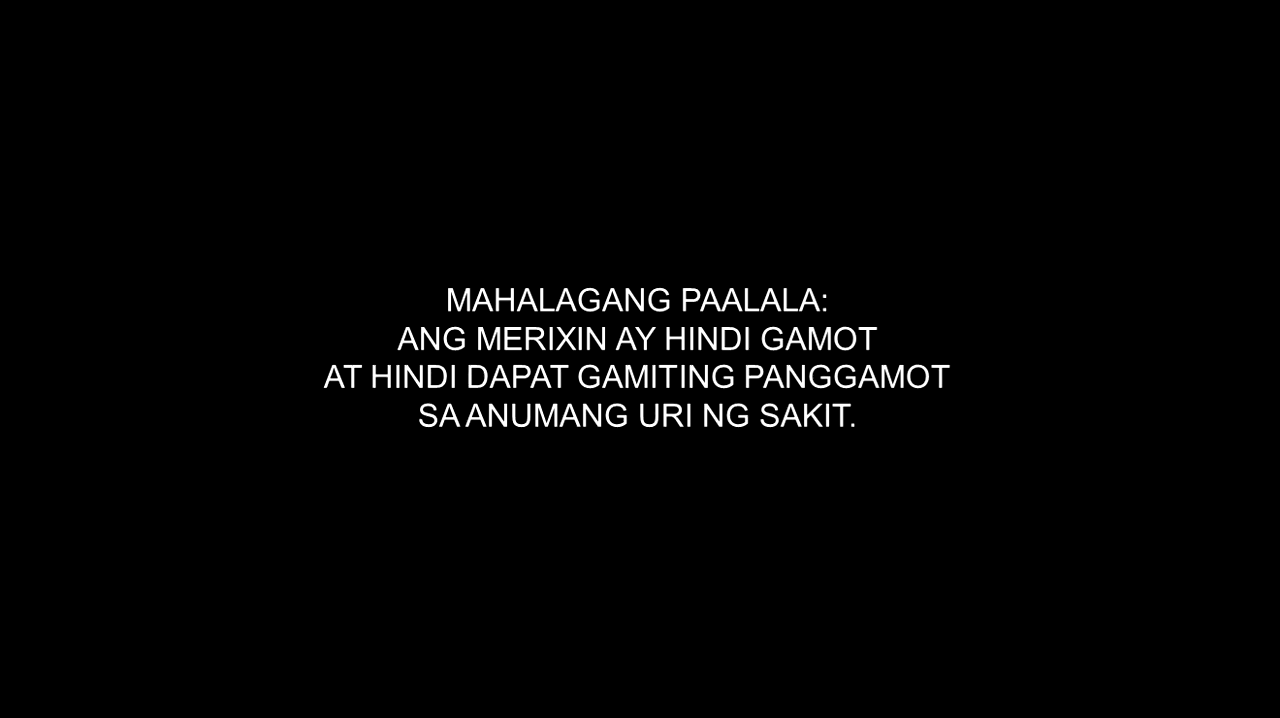 MAHALAGANG PAALALA:
ANG MERIXIN AY HINDI GAMOT
AT HINDI DAPAT GAMITING PANGGAMOT
SA ANUMANG URI NG SAKIT.